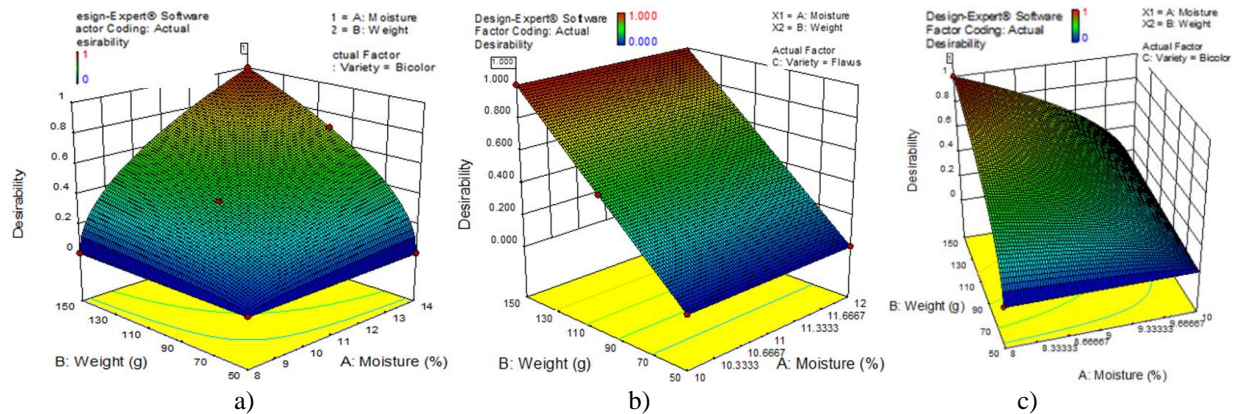 esign-Expert® Software
actor Coding: Actual
esirability
1
0
1 = A: Moisture
2 = B: Weight
ctual Factor
: Variety = Bicolor
1
1
0.8
0.6
0.4
0.2
0
Desirability
150
130
110
90
70
50
B: Weight (g)
8
9
10
11
12
13
14
A: Moisture (%)
a)
Design-Expert® Software
Factor Coding: Actual
Desirability
1.000
0.000
X1 = A: Moisture
X2 = B: Weight
Actual Factor
C: Variety = Flavus
1.000
1.000
0.800
0.600
0.400
0.200
0.000
Desirability
150
130
110
90
70
50
B: Weight (g)
10
10.3333
10.6667
11
11.3333
11.6667
12
A: Moisture (%)
b)
Design-Expert® Software
Factor Coding: Actual
Desirability
1
0
X1 = A: Moisture
X2 = B: Weight
Actual Factor
C: Variety = Bicolor
1
1
0.8
0.6
0.4
0.2
0
Desirability
150
130
110
90
70
50
B: Weight (g)
8
8.33333
8.66667
9
9.33333
9.66667
10
A: Moisture (%)
c)